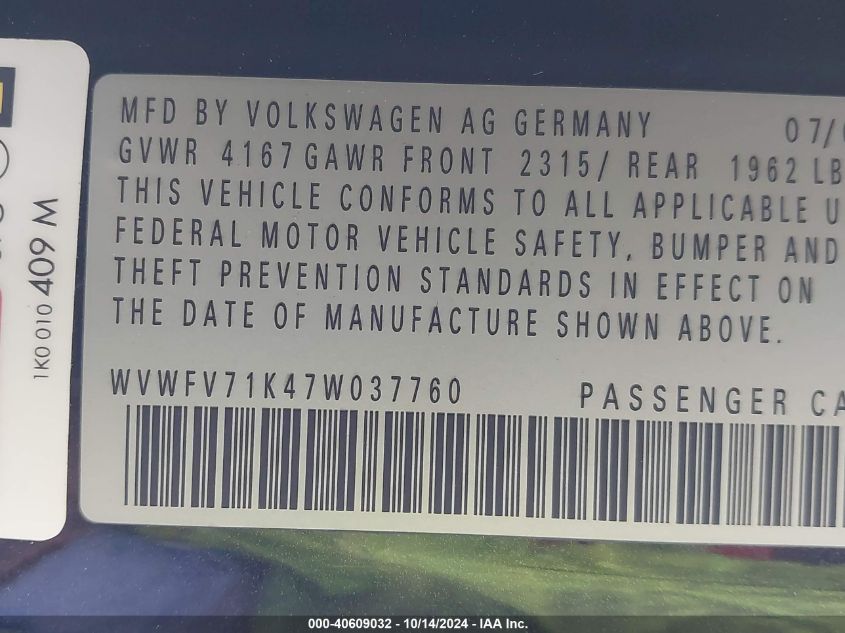 MFD BY VOLKSWAGEN AG GERMANY 07/
GVWR 4167 GAWR FRONT 2315/ REAR 1962 LB
THIS VEHICLE CONFORMS TO ALL APPLICABLE U
FEDERAL MOTOR VEHICLE SAFETY, BUMPER AND
THEFT PREVENTION STANDARDS IN EFFECT ON
THE DATE OF MANUFACTURE SHOWN ABOVE.
WVWFV71K47W037760 PASSENGER CA
1K0 010 409 M
000-40609032 - 10/14/2024 - IAA Inc.